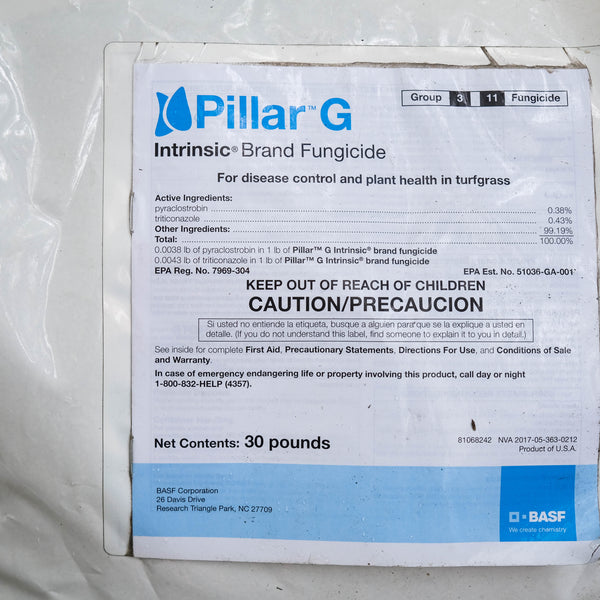 Pillar™ G
Group 3 11 Fungicide
Intrinsic® Brand Fungicide
For disease control and plant health in turfgrass
Active Ingredients:
pyraclostrobin ........ 0.38%
triticonazole ........ 0.43%
Other Ingredients: ........ 99.19%
Total: ........ 100.00%
0.0038 lb of pyraclostrobin in 1 lb of Pillar™ G Intrinsic® brand fungicide
0.0043 lb of triticonazole in 1 lb of Pillar™ G Intrinsic® brand fungicide
EPA Reg. No. 7969-304 EPA Est. No. 51036-GA-001
KEEP OUT OF REACH OF CHILDREN
CAUTION/PRECAUCION
Si usted no entiende la etiqueta, busque a alguien para que se la explique a usted en
detalle. (If you do not understand this label, find someone to explain it to you in detail.)
See inside for complete First Aid, Precautionary Statements, Directions For Use, and Conditions of Sale
and Warranty.
In case of emergency endangering life or property involving this product, call day or night
1-800-832-HELP (4357).
Net Contents: 30 pounds
81068242 NVA 2017-05-363-0212
Product of U.S.A.
BASF Corporation
26 Davis Drive
Research Triangle Park, NC 27709
BASF
We create chemistry